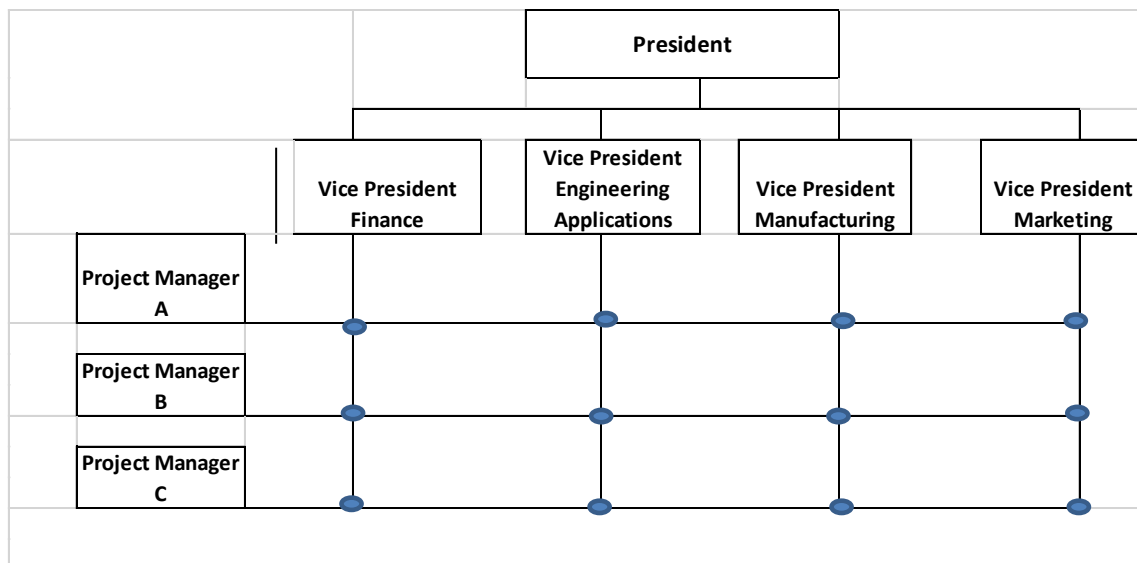 President
Vice President
Finance
Vice President
Engineering
Applications
Vice President
Manufacturing
Vice President
Marketing
Project Manager
A
Project Manager
B
Project Manager
C